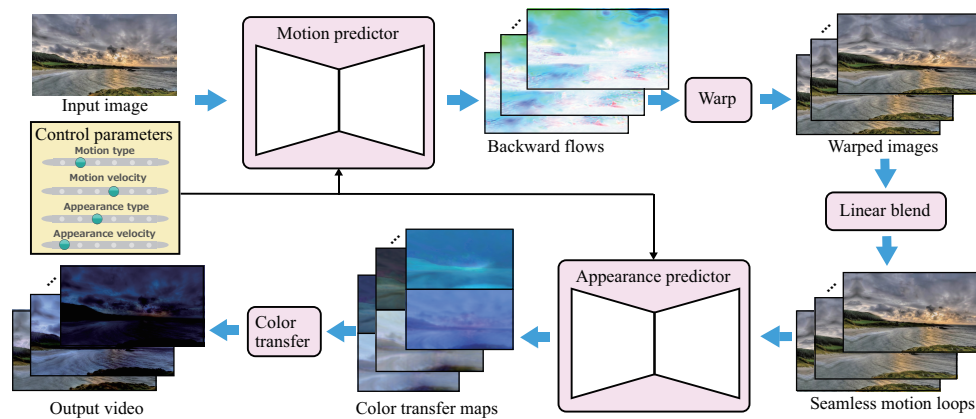 Motion predictor
Input image
Control parameters
Motion type
Motion velocity
Appearance type
Appearance velocity
...
Backward flows
Warp
...
Warped images
Linear blend
...
Seamless motion loops
Appearance predictor
...
Color transfer maps
Color
transfer
...
Output video